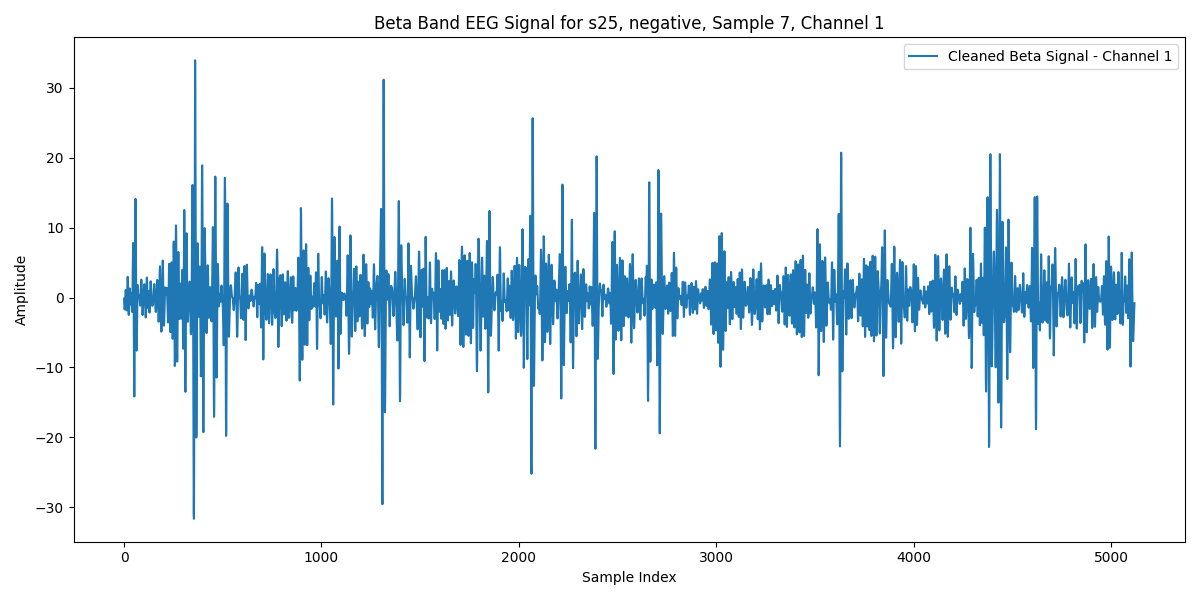 Beta Band EEG Signal for s25, negative, Sample 7, Channel 1
Cleaned Beta Signal - Channel 1
Amplitude
30
20
10
0
−10
−20
−30
0 1000 2000 3000 4000 5000
Sample Index